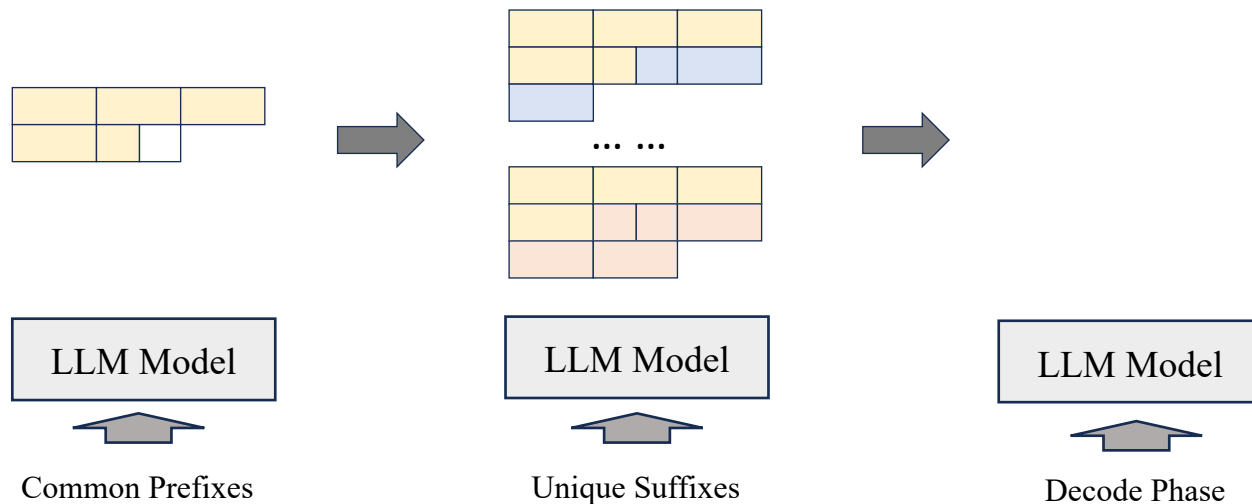 ... ...
LLM Model
LLM Model
LLM Model
Common Prefixes
Unique Suffixes
Decode Phase